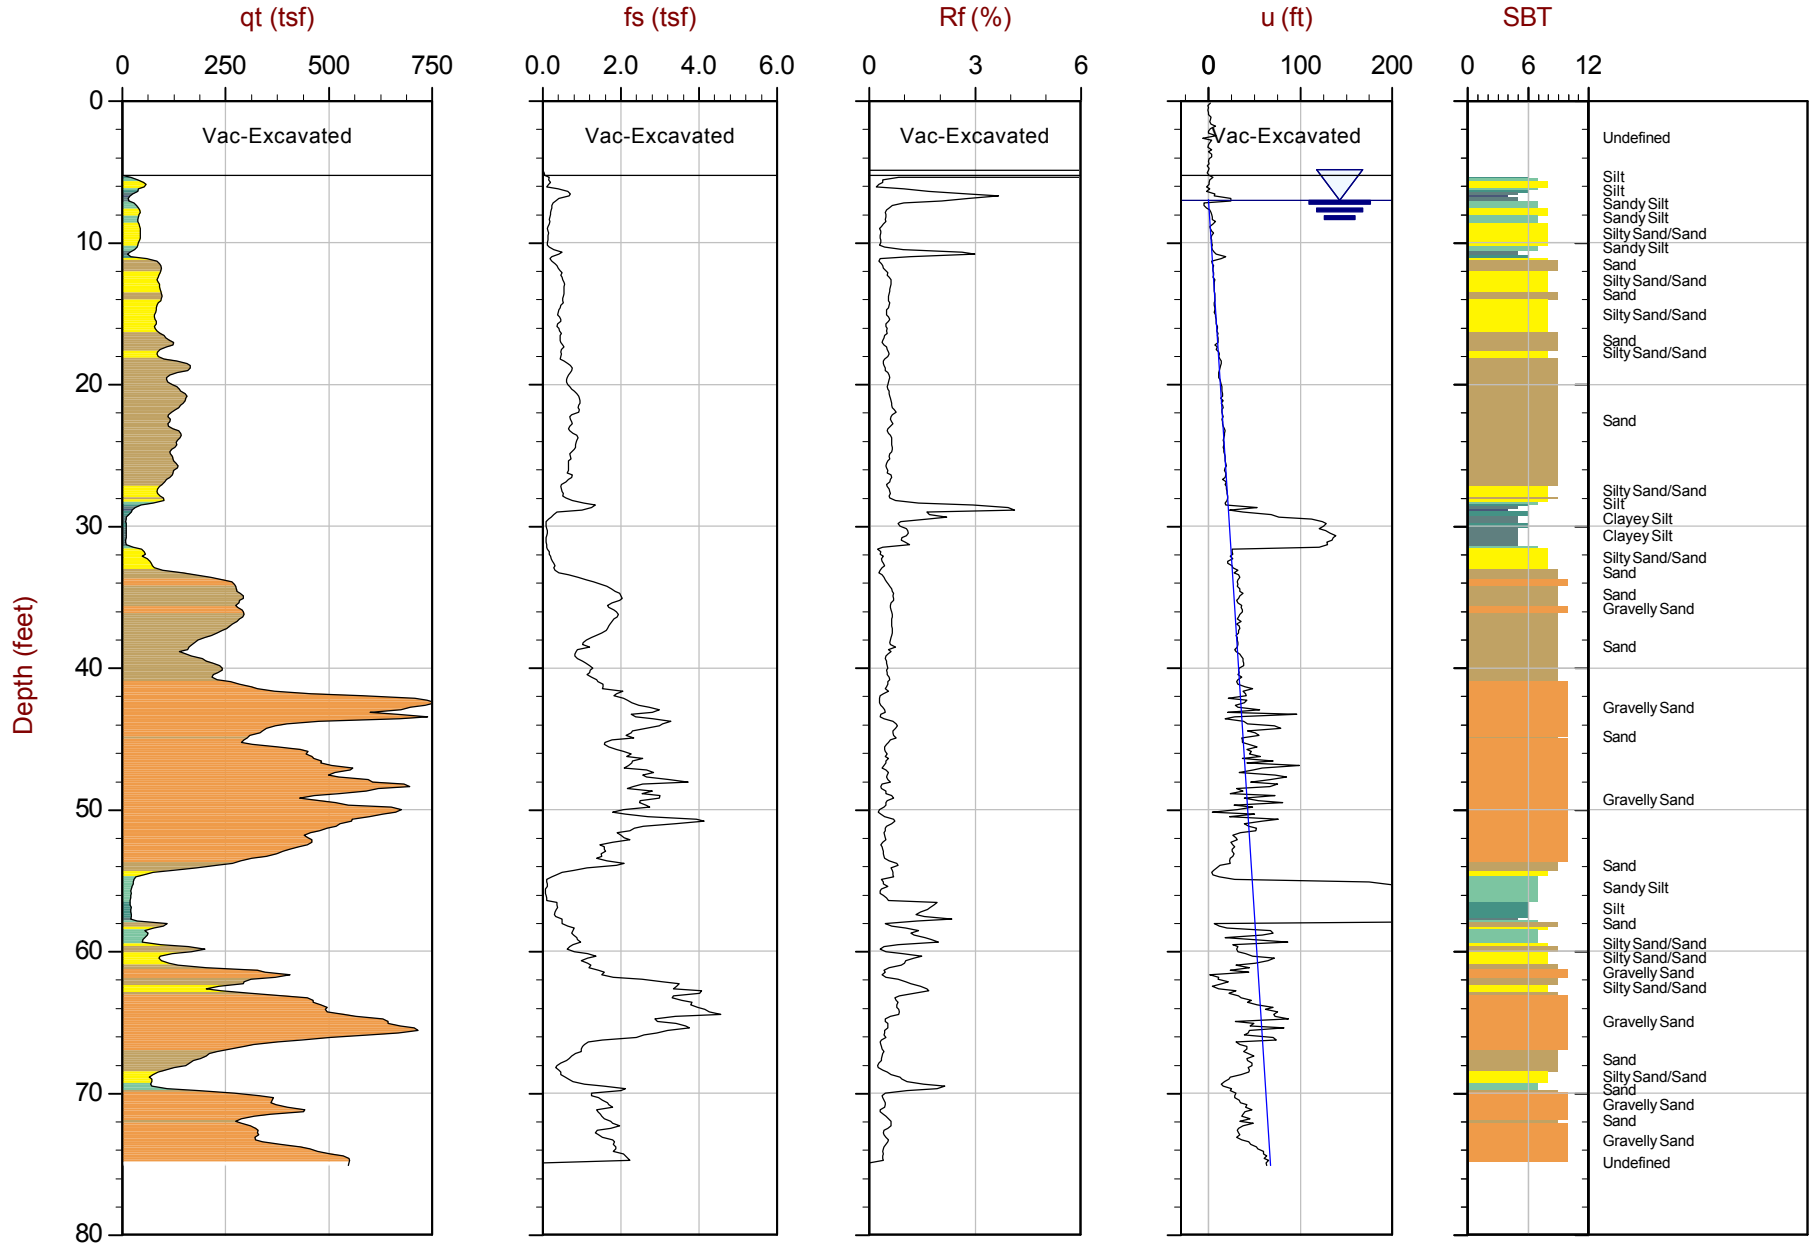 qt (tsf) fs (tsf) Rf (%) u (ft) SBT
0 250 500 750 0.0 2.0 4.0 6.0 0 3 6 0 100 200 0 6 12
0
Vac-Excavated Vac-Excavated Vac-Excavated Vac-Excavated
Undefined
Silt
Silt
Sandy Silt
Sandy Silt
Silty Sand/Sand
10
Sandy Silt
Sand
Silty Sand/Sand
Sand
Silty Sand/Sand
Sand
Silty Sand/Sand
20
Sand
Silty Sand/Sand
Silt
Clayey Silt
30
Clayey Silt
Silty Sand/Sand
Sand
Sand
Gravelly Sand
Sand
Depth (feet)
40
Gravelly Sand
Sand
Gravelly Sand
50
Sand
Sandy Silt
Silt
Sand
Silty Sand/Sand
60
Silty Sand/Sand
Gravelly Sand
Silty Sand/Sand
Gravelly Sand
Sand
Silty Sand/Sand
Sand
70
Gravelly Sand
Sand
Gravelly Sand
Undefined
80